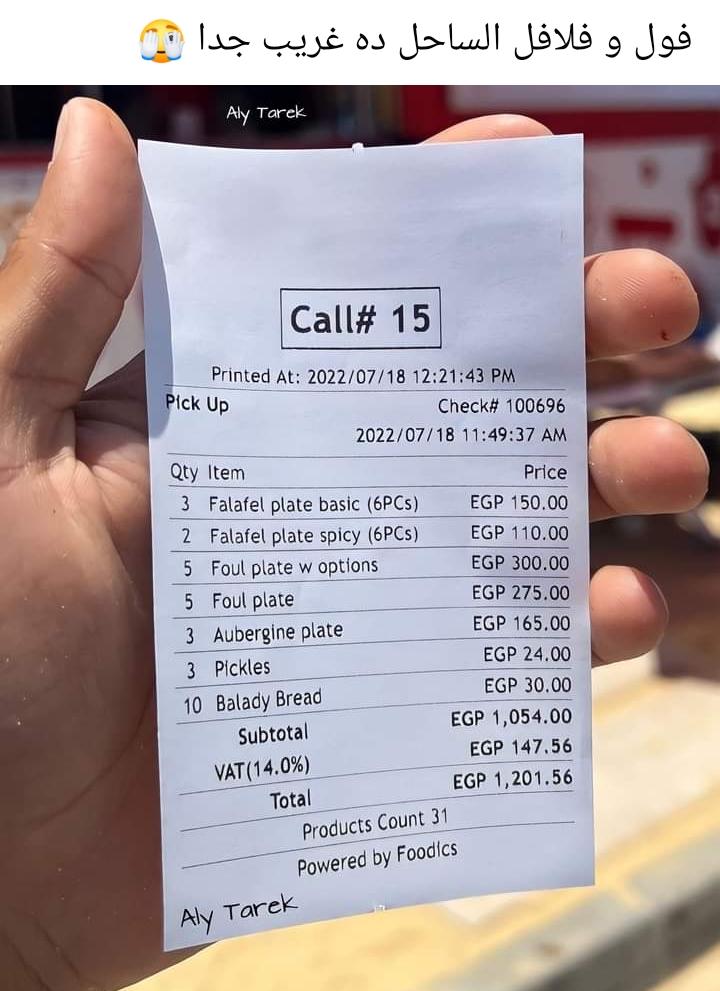 فول و فلافل الساحل ده غريب جدا 🫣
Aly Tarek
Call# 15
Printed At: 2022/07/18 12:21:43 PM
Pick Up Check# 100696
2022/07/18 11:49:37 AM
Qty Item Price
3 Falafel plate basic (6PCs) EGP 150.00
2 Falafel plate spicy (6PCs) EGP 110.00
5 Foul plate w options EGP 300.00
5 Foul plate EGP 275.00
3 Aubergine plate EGP 165.00
3 Pickles EGP 24.00
10 Balady Bread EGP 30.00
Subtotal EGP 1,054.00
VAT(14.0%) EGP 147.56
Total EGP 1,201.56
Products Count 31
Powered by Foodics
Aly Tarek